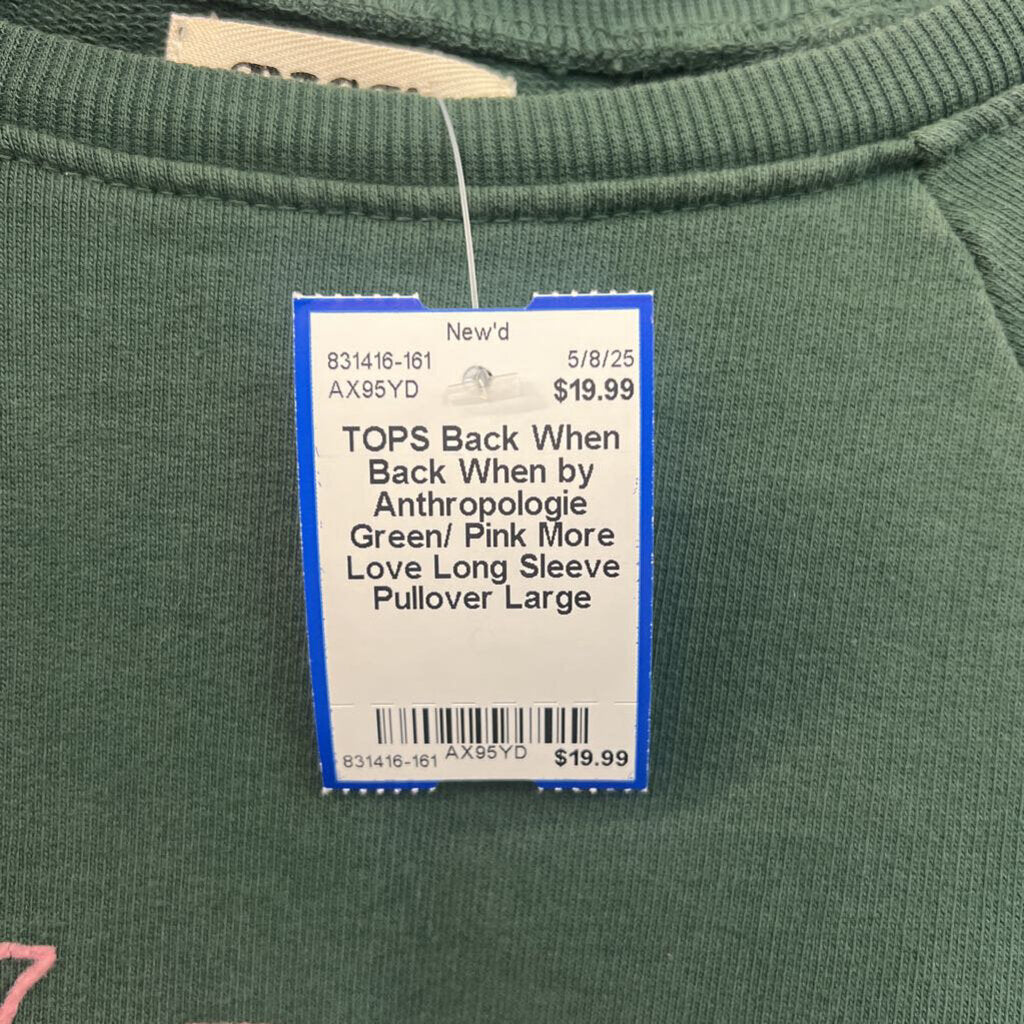 New'd
831416-161 5/8/25
AX95YD $19.99
TOPS Back When
Back When by
Anthropologie
Green/ Pink More
Love Long Sleeve
Pullover Large
831416-161 AX95YD $19.99